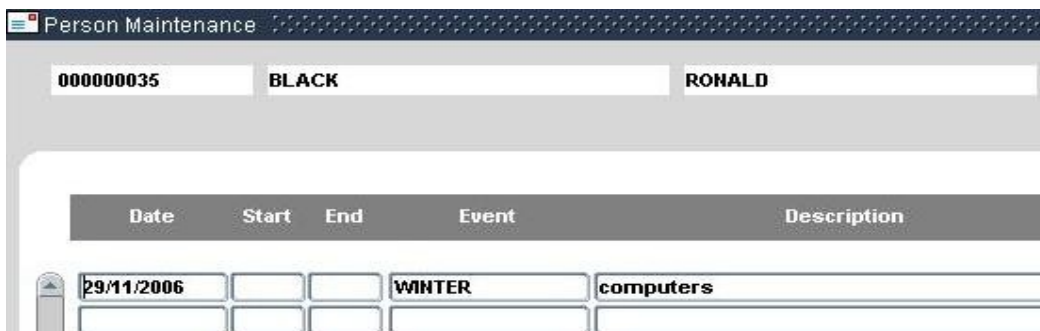 Person Maintenance
000000035 BLACK RONALD
Date Start End Event Description
29/11/2006 WINTER computers